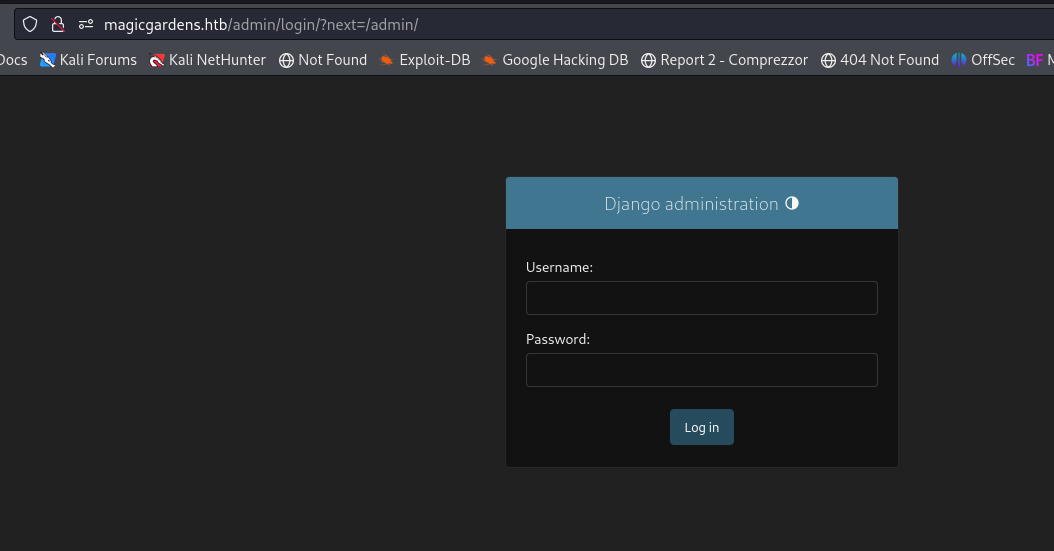 magicgardens.htb/admin/login/?next=/admin/
Docs Kali Forums Kali NetHunter Not Found Exploit-DB Google Hacking DB Report 2 - Comprezzor 404 Not Found OffSec BF M
Django administration
Username:
Password:
Log in